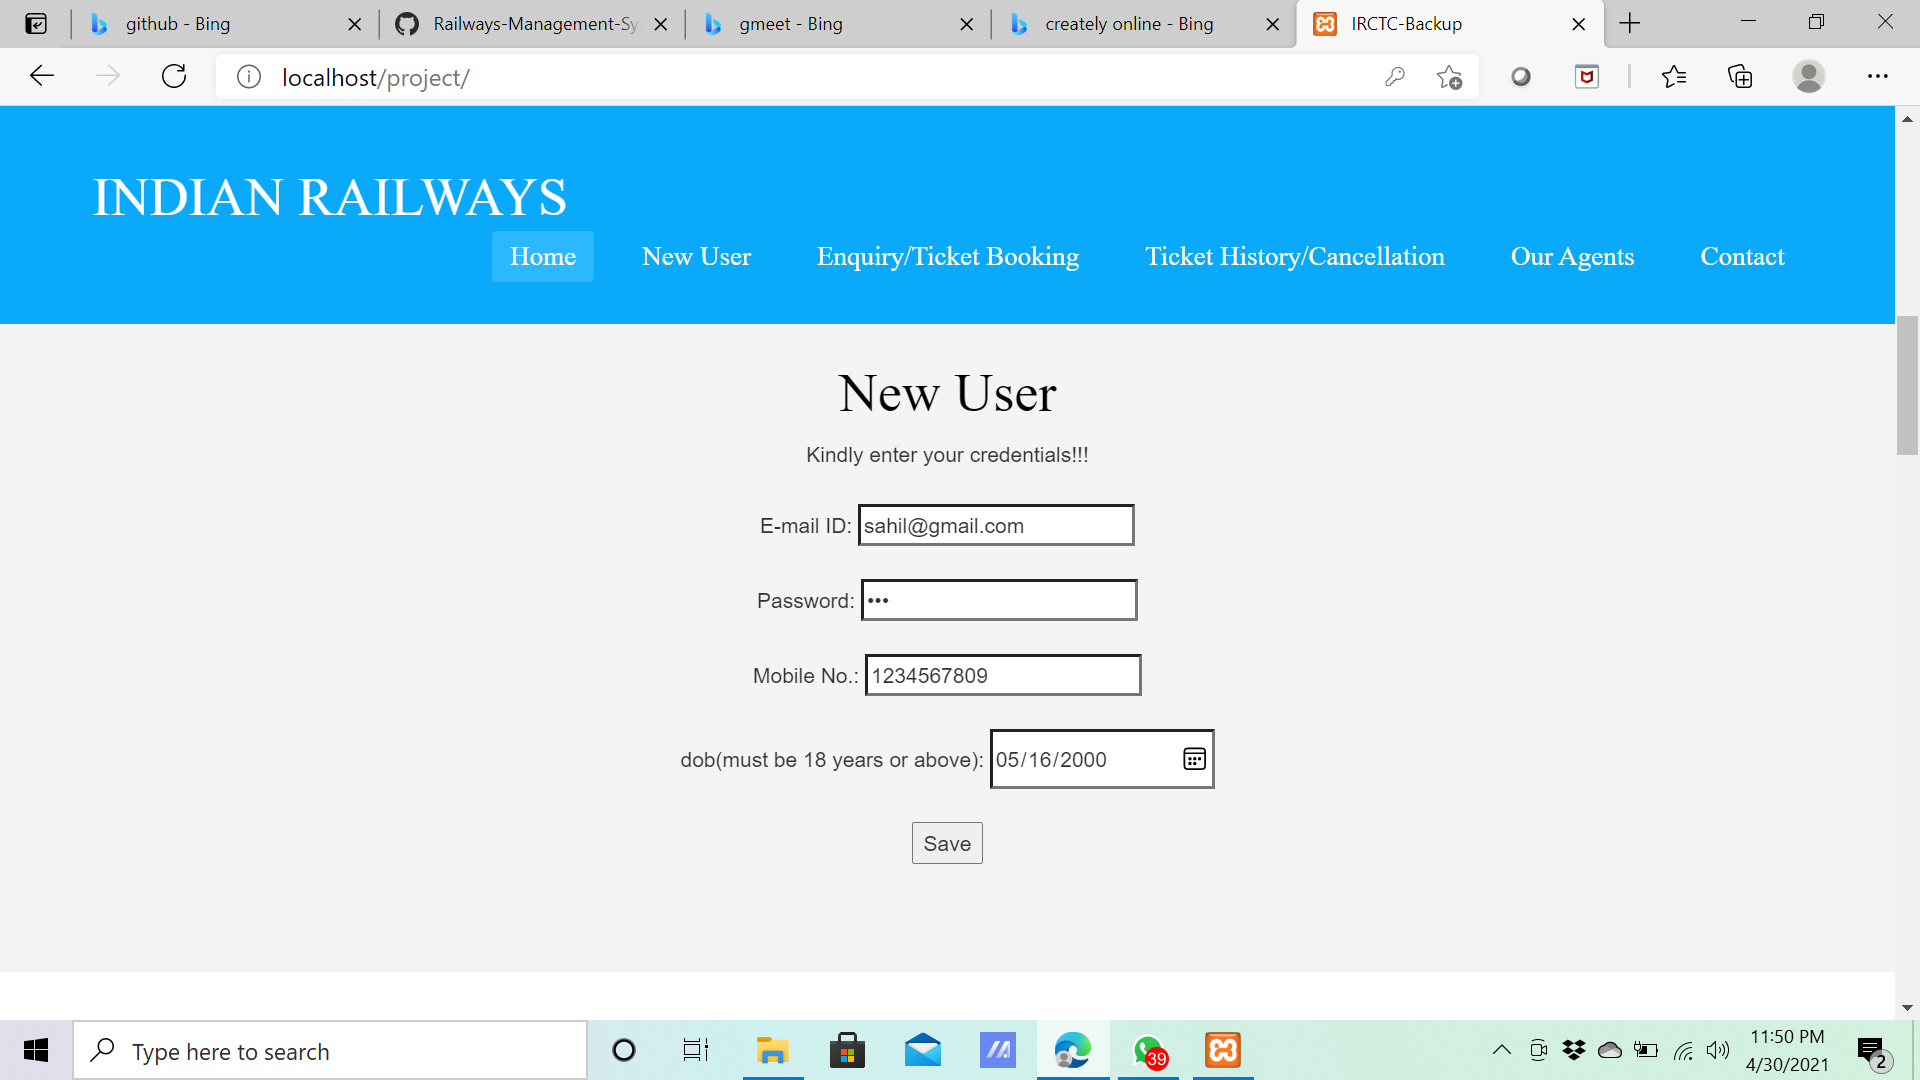 github - Bing
Railways-Management-Sy
gmeet - Bing
creately online - Bing
IRCTC-Backup
localhost/project/
INDIAN RAILWAYS
Home New User Enquiry/Ticket Booking Ticket History/Cancellation Our Agents Contact
New User
Kindly enter your credentials!!!
E-mail ID: sahil@gmail.com
Password: •••
Mobile No.: 1234567809
dob(must be 18 years or above): 05/16/2000
Save
Type here to search
39
11:50 PM
4/30/2021
2